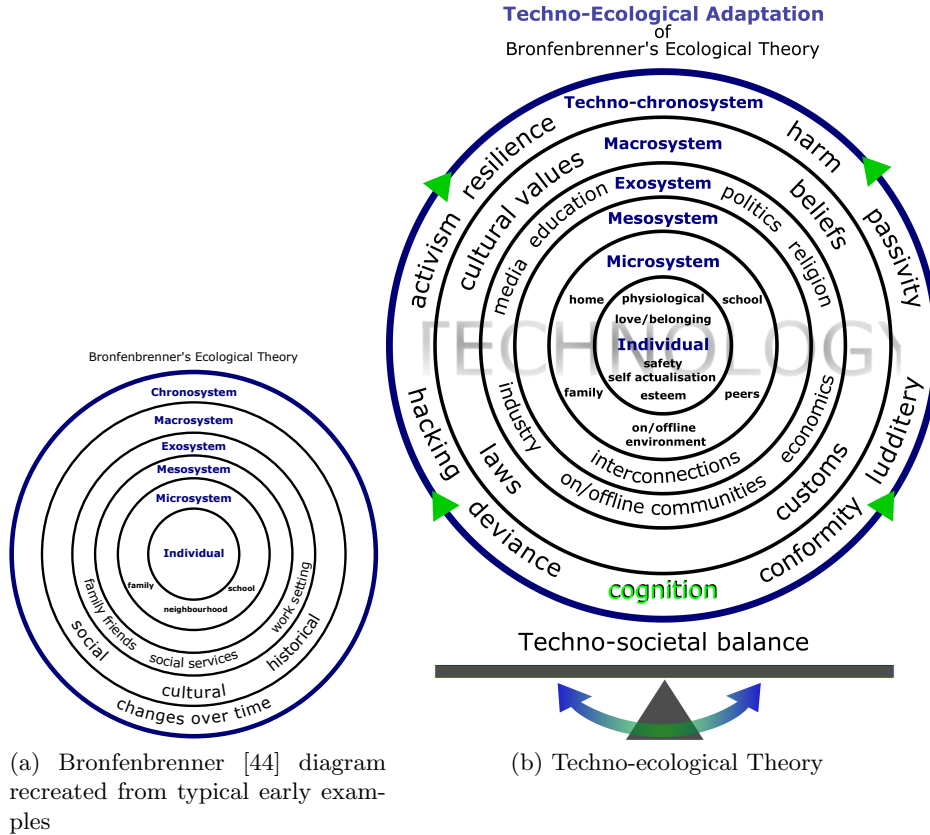 Bronfenbrenner's Ecological Theory
Chronosystem
Macrosystem
Exosystem
Mesosystem
Microsystem
Individual
family
school
neighbourhood
family friends
social services
work setting
social
cultural
historical
changes over time
(a) Bronfenbrenner [44] diagram
recreated from typical early exam-
ples
Techno-Ecological Adaptation
of
Bronfenbrenner's Ecological Theory
Techno-chronosystem
resilience
harm
activism
passivity
hacking
ludditery
deviance
conformity
cognition
Macrosystem
cultural values
beliefs
laws
customs
Exosystem
education
politics
media
religion
industry
economics
on/offline communities
Mesosystem
interconnections
Microsystem
home
school
family
peers
on/offline
environment
physiological
love/belonging
Individual
safety
self actualisation
esteem
TECHNOLOGY
Techno-societal balance
(b) Techno-ecological Theory